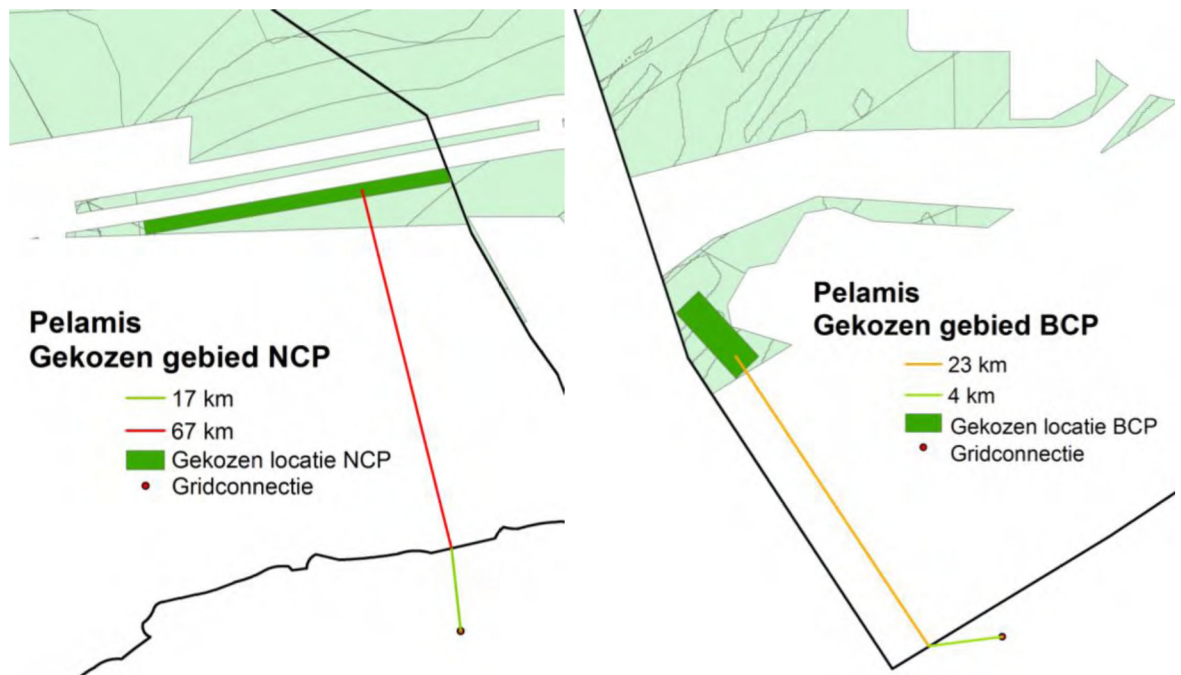 Pelamis
Gekozen gebied NCP
17 km
67 km
Gekozen locatie NCP
Gridconnectie
Pelamis
Gekozen gebied BCP
23 km
4 km
Gekozen locatie BCP
Gridconnectie